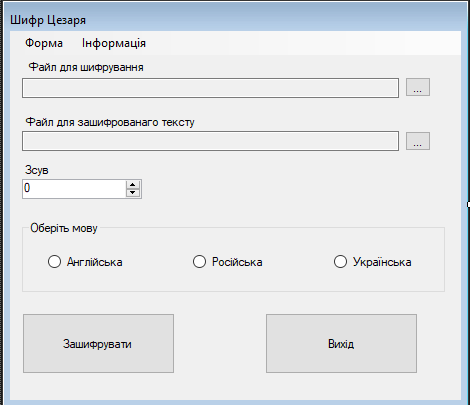 Шифр Цезаря
Форма Інформація
Файл для шифрування
...
Файл для зашифрованаго тексту
...
Зсув
0
Оберіть мову
Англійська Російська Українська
Зашифрувати Вихід